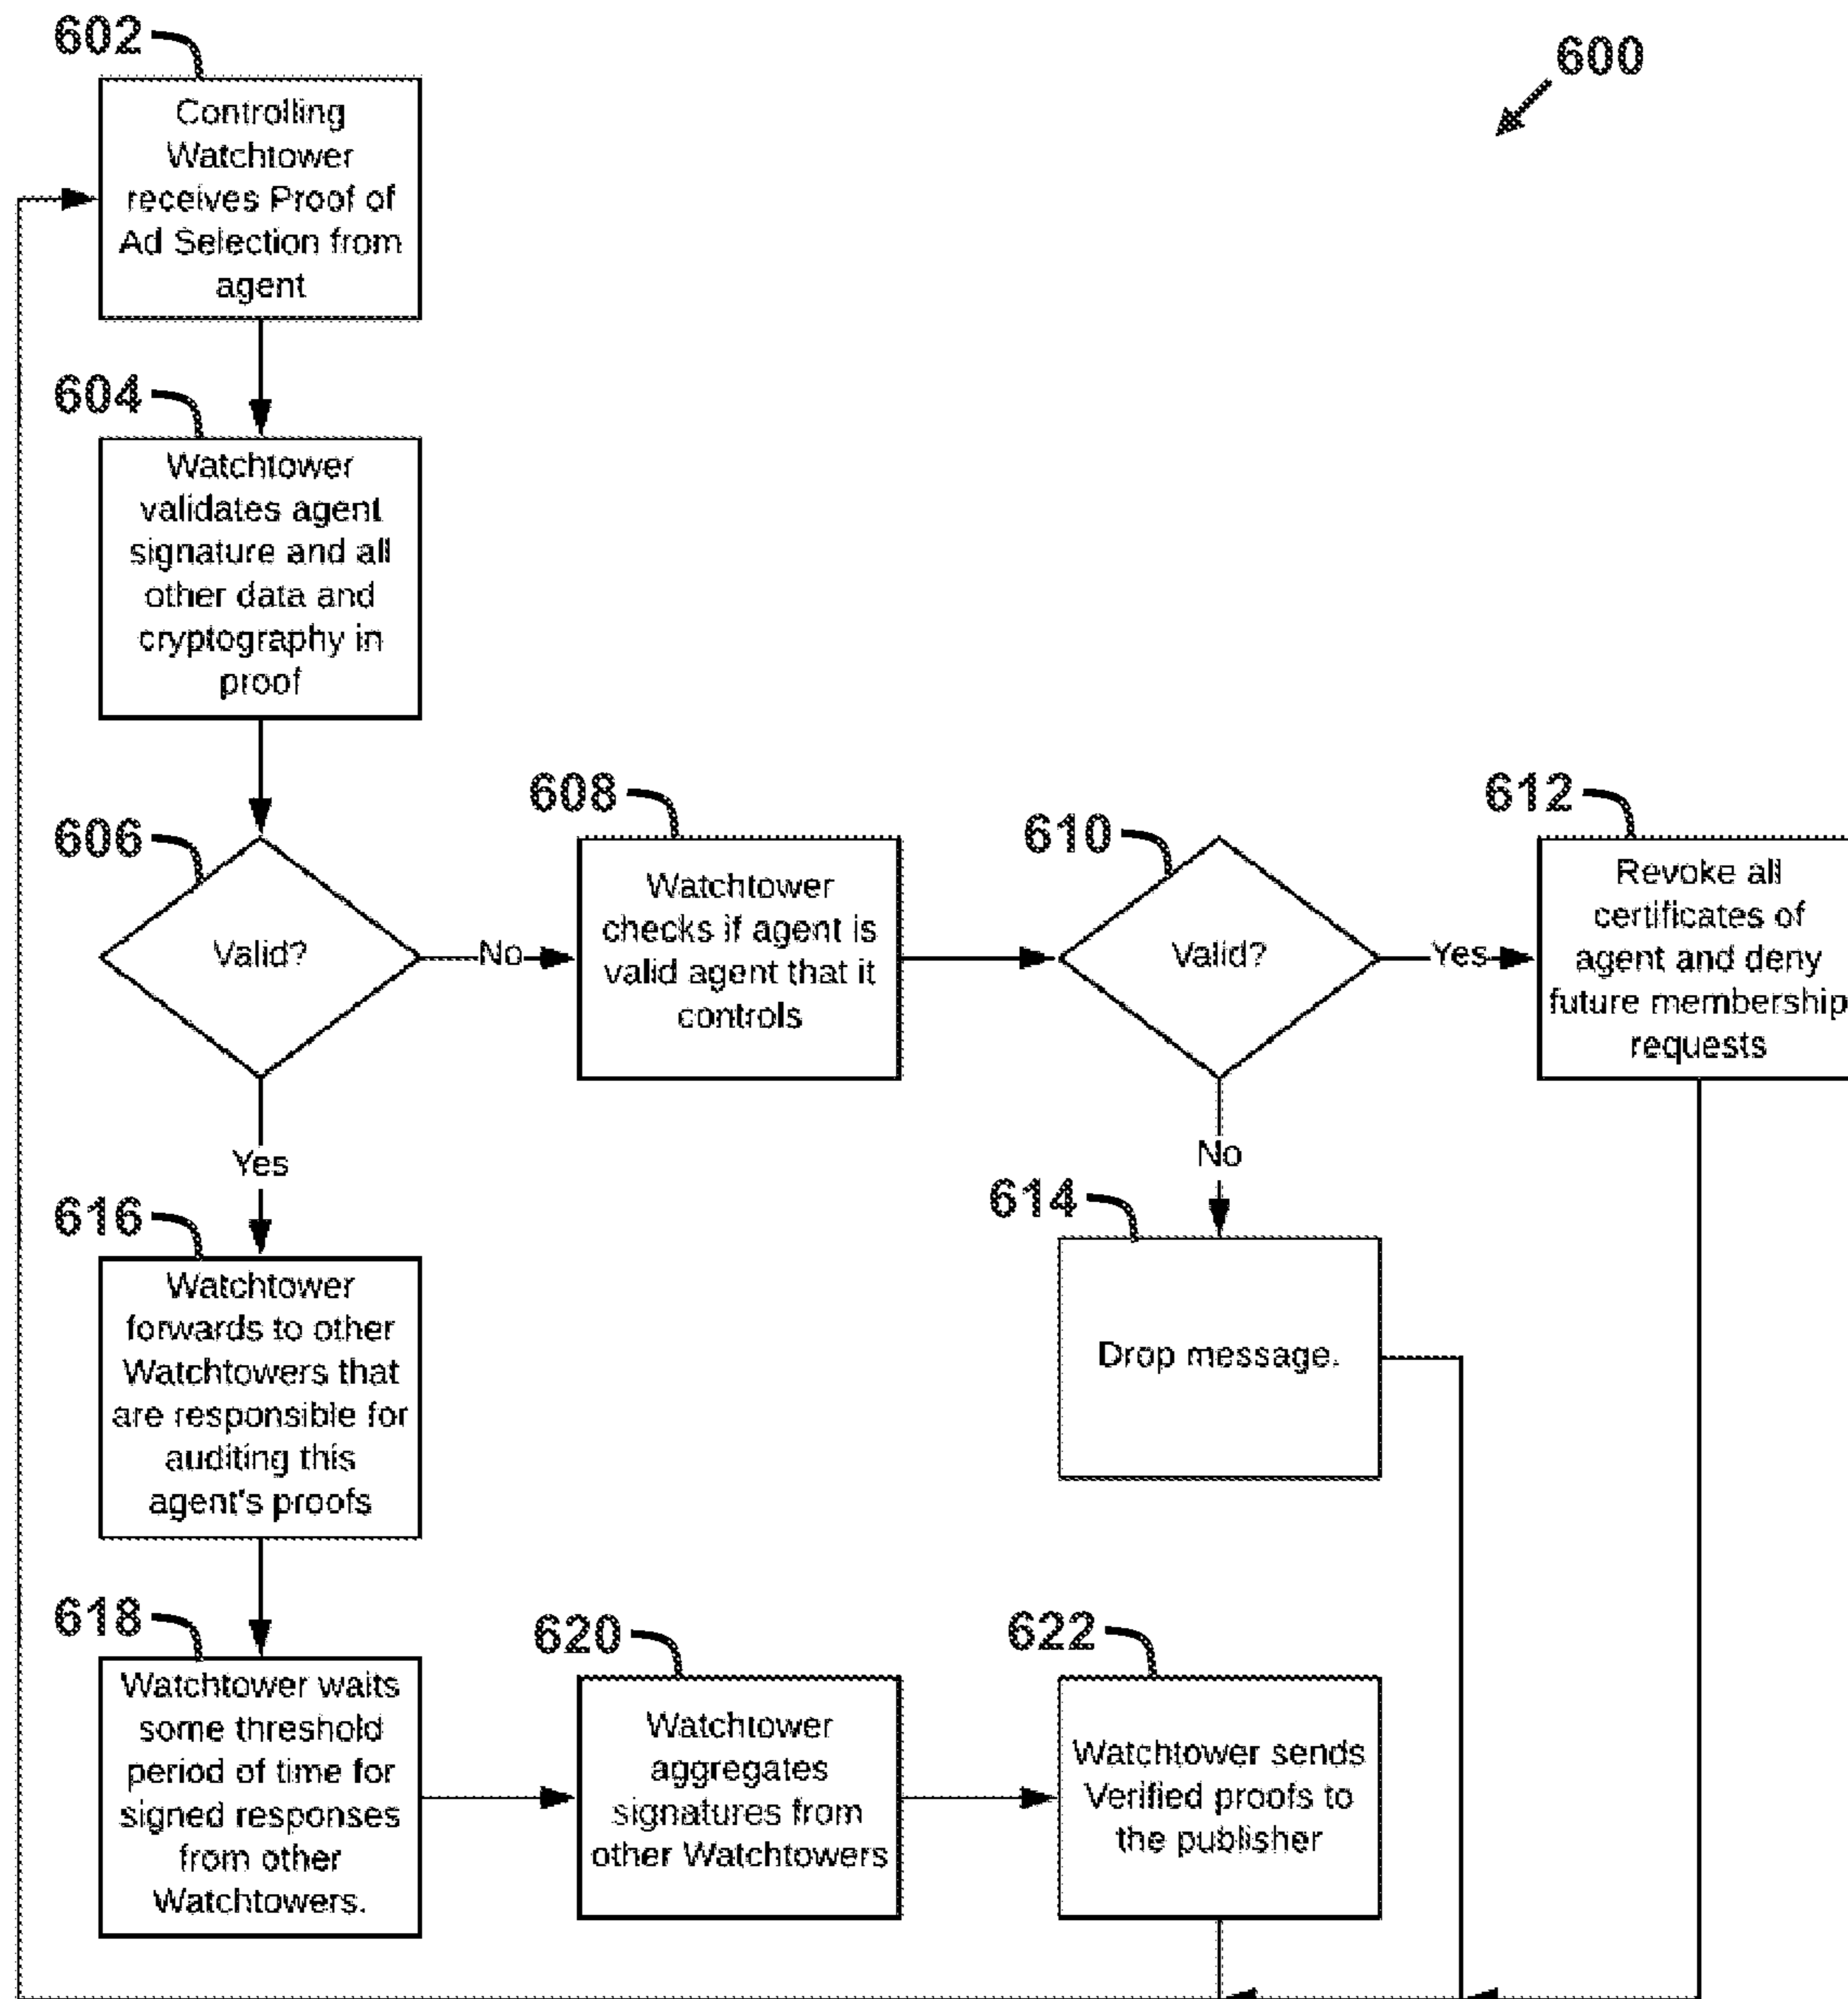 602
600
Controlling
Watchtower
receives Proof of
Ad Selection from
agent
604
Watchtower
validates agent
signature and all
other data and
cryptography in
proof
606
Valid?
No
608
Watchtower
checks if agent is
valid agent that it
controls
610
Valid?
Yes
612
Revoke all
certificates of
agent and deny
future membership
requests
Yes
No
614
Drop message.
616
Watchtower
forwards to other
Watchtowers that
are responsible for
auditing this
agent's proofs
618
Watchtower waits
some threshold
period of time for
signed responses
from other
Watchtowers.
620
Watchtower
aggregates
signatures from
other Watchtowers
622
Watchtower sends
Verified proofs to
the publisher